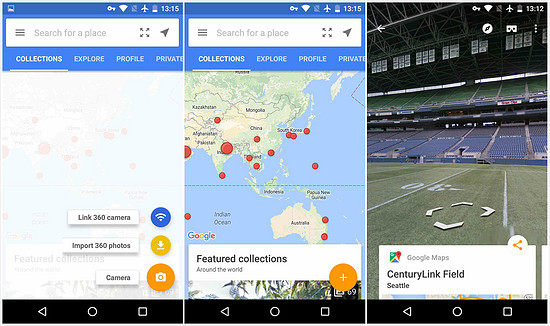 13:15
Search for a place
COLLECTIONS EXPLORE PROFILE PRIVATE
Link 360 camera
Import 360 photos
Featured collections
Around the world
Camera
13:15
Search for a place
COLLECTIONS EXPLORE PROFILE PRIVATE
Kazakhstan
Mongolia
Afghanistan
Pakistan
China
South Korea
India
Thailand
Indonesia
Papua New
Guinea
Indian
Ocean
Australia
Google
Featured collections
Around the world
69
13:12
Google Maps
CenturyLink Field
Seattle